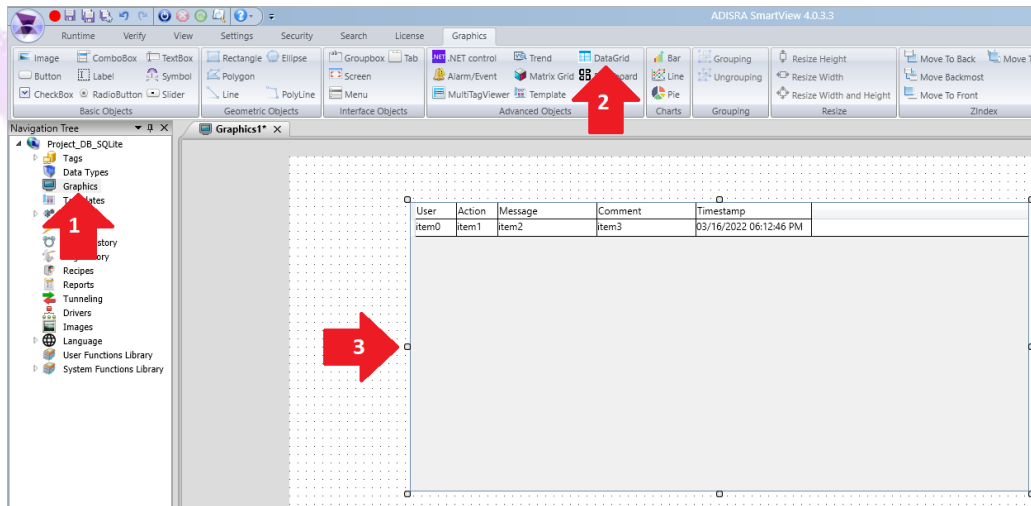 ADISRA SmartView 4.0.3.3
Runtime Verify View Settings Security Search License Graphics
Image ComboBox TextBox Rectangle Ellipse Groupbox Tab .NET control Trend DataGrid Bar Grouping Resize Height Move To Back Move T
Button Label Symbol Polygon Screen Alarm/Event Matrix Grid Line Ungrouping Resize Width Move Backmost
CheckBox RadioButton Slider Line PolyLine Menu MultiTagViewer Template Pie Resize Width and Height Move To Front
Basic Objects Geometric Objects Interface Objects Advanced Objects Charts Grouping Resize ZIndex
2
Navigation Tree Graphics1*
Project_DB_SQLite
Tags
Data Types
Graphics
1
Recipes
Reports
Tunneling
Drivers
Images
Language
User Functions Library
System Functions Library
User Action Message Comment Timestamp
item0 item1 item2 item3 03/16/2022 06:12:46 PM
3